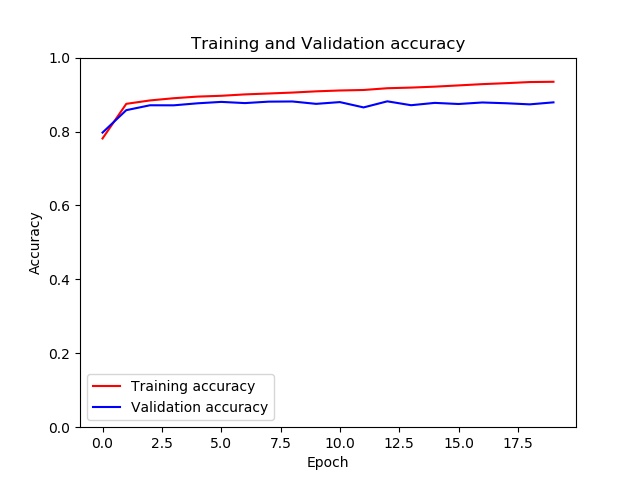 Training and Validation accuracy
1.0
0.8
0.6
0.4
0.2
0.0
Accuracy
Training accuracy
Validation accuracy
0.0 2.5 5.0 7.5 10.0 12.5 15.0 17.5
Epoch